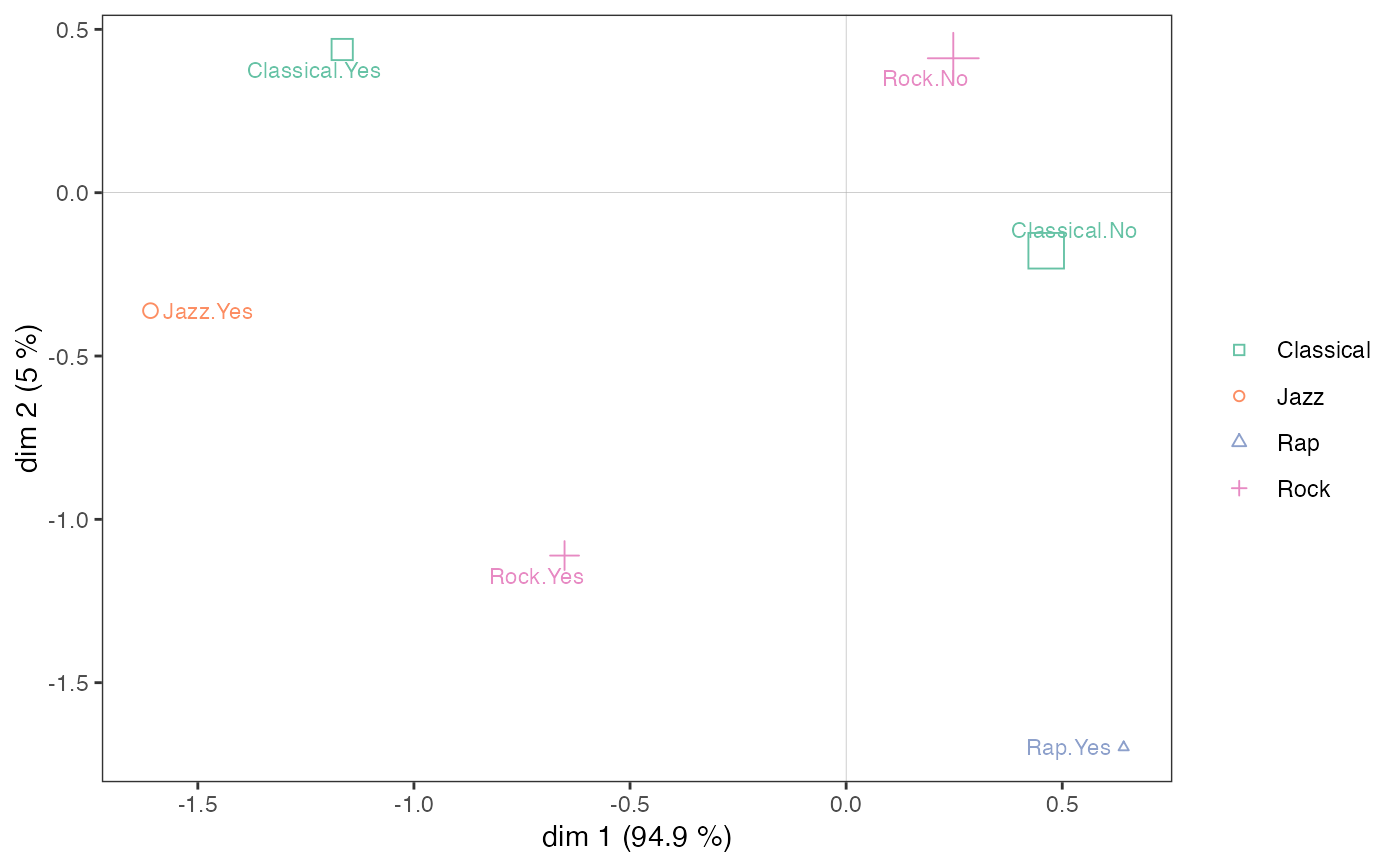 0.5
0.0
-0.5
-1.0
-1.5
dim 2 (5 %)
Classical.Yes
Rock.No
Classical.No
Jazz.Yes
Rock.Yes
Rap.Yes
-1.5
-1.0
-0.5
0.0
0.5
dim 1 (94.9 %)
Classical
Jazz
Rap
Rock